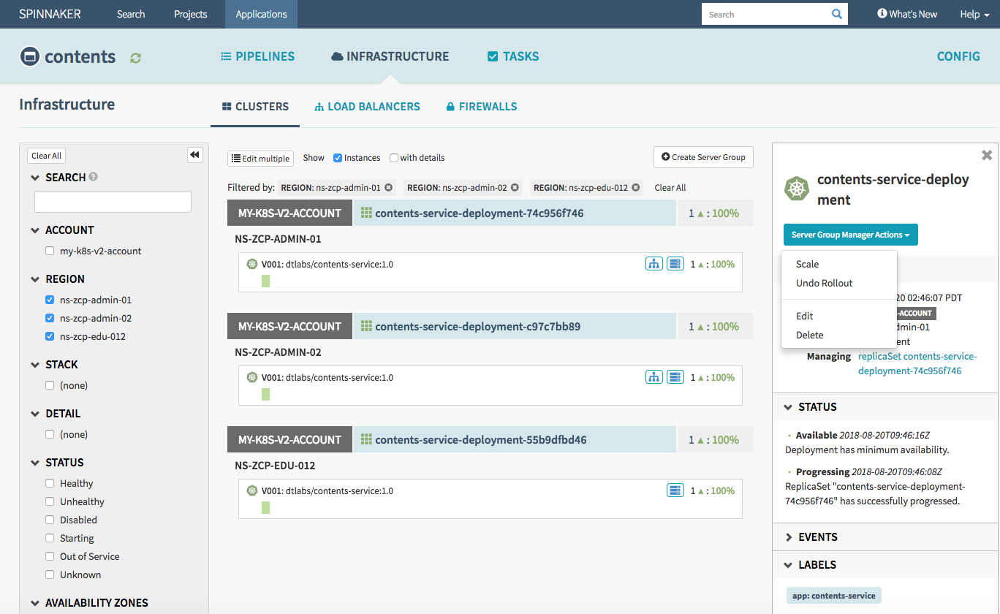 SPINNAKER Search Projects Applications Search What's New Help
contents PIPELINES INFRASTRUCTURE TASKS CONFIG
Infrastructure CLUSTERS LOAD BALANCERS FIREWALLS
Clear All
SEARCH
ACCOUNT
my-k8s-v2-account
REGION
ns-zcp-admin-01
ns-zcp-admin-02
ns-zcp-edu-012
STACK
(none)
DETAIL
(none)
STATUS
Healthy
Unhealthy
Disabled
Starting
Out of Service
Unknown
AVAILABILITY ZONES
Edit multiple Show Instances with details Create Server Group
Filtered by: REGION: ns-zcp-admin-01 REGION: ns-zcp-admin-02 REGION: ns-zcp-edu-012 Clear All
MY-K8S-V2-ACCOUNT contents-service-deployment-74c956f746 1 ▲ : 100%
NS-ZCP-ADMIN-01
V001: dtlabs/contents-service:1.0 1 ▲ : 100%
MY-K8S-V2-ACCOUNT contents-service-deployment-c97c7bb89 1 ▲ : 100%
NS-ZCP-ADMIN-02
V001: dtlabs/contents-service:1.0 1 ▲ : 100%
MY-K8S-V2-ACCOUNT contents-service-deployment-55b9dfbd46 1 ▲ : 100%
NS-ZCP-EDU-012
V001: dtlabs/contents-service:1.0 1 ▲ : 100%
contents-service-deploy
ment
Server Group Manager Actions
Scale
Undo Rollout
Edit
Delete
20 02:46:07 PDT
-ACCOUNT
dmin-01
ent
Managing replicaSet contents-service-
deployment-74c956f746
STATUS
• Available 2018-08-20T09:46:16Z
Deployment has minimum availability.
• Progressing 2018-08-20T09:46:08Z
ReplicaSet "contents-service-deployment-
74c956f746" has successfully progressed.
EVENTS
LABELS
app: contents-service